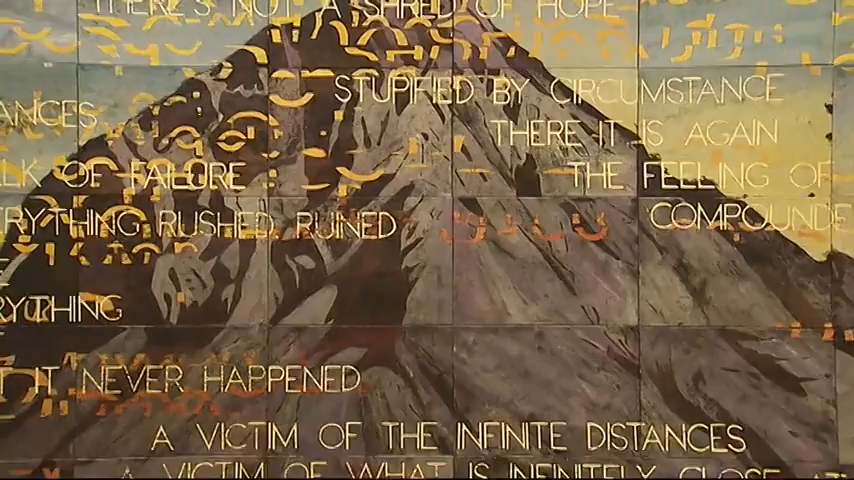 THERE'S NOT A SHRED OF HOPE
STUPIFIED BY CIRCUMSTANCE
ANCES
THERE IT IS AGAIN
OF FAILURE
THE FEELING OF
RYTHING RUSHED RUINED
COMPOUNDE
RYTHING
IT NEVER HAPPENED
A VICTIM OF THE INFINITE DISTANCES
A VICTIM OF WHAT IS INFINITELY CLOSE AT